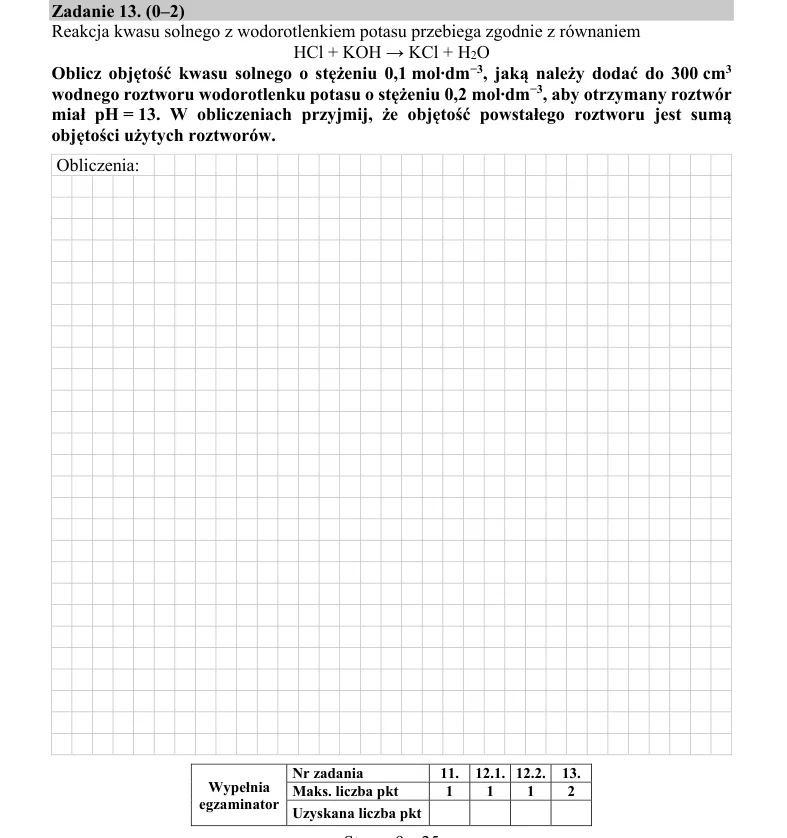 Zadanie 13. (0–2)
Reakcja kwasu solnego z wodorotlenkiem potasu przebiega zgodnie z równaniem
HCl + KOH → KCl + H₂O
Oblicz objętość kwasu solnego o stężeniu 0,1 mol·dm⁻³, jaką należy dodać do 300 cm³
wodnego roztworu wodorotlenku potasu o stężeniu 0,2 mol·dm⁻³, aby otrzymany roztwór
miał pH = 13. W obliczeniach przyjmij, że objętość powstałego roztworu jest sumą
objętości użytych roztworów.
Obliczenia:
Wypełnia egzaminator
Nr zadania 11. 12.1. 12.2. 13.
Maks. liczba pkt 1 1 1 2
Uzyskana liczba pkt